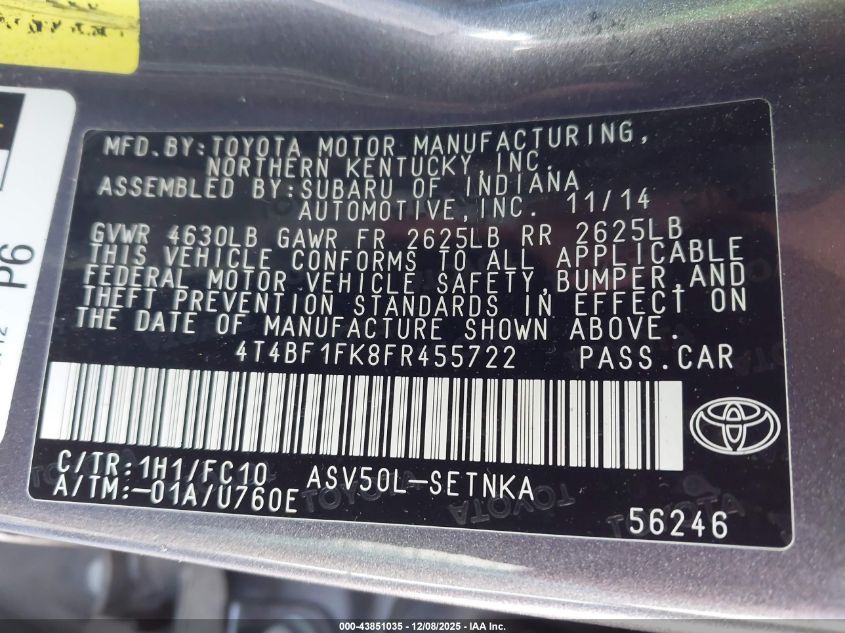 MFD.BY:TOYOTA MOTOR MANUFACTURING,
NORTHERN KENTUCKY,INC.
ASSEMBLED BY:SUBARU OF INDIANA
AUTOMOTIVE,INC. 11/14
GVWR 4630LB GAWR FR 2625LB RR 2625LB
THIS VEHICLE CONFORMS TO ALL APPLICABLE
FEDERAL MOTOR VEHICLE SAFETY,BUMPER,AND
THEFT PREVENTION STANDARDS IN EFFECT ON
THE DATE OF MANUFACTURE SHOWN ABOVE.
4T4BF1FK8FR455722 PASS.CAR
C/TR:1H1/FC10 ASV50L-SETNKA
A/TM:-01A/U760E
56246
P6
TOYOTA
000-43851035 - 12/08/2025 - IAA Inc.